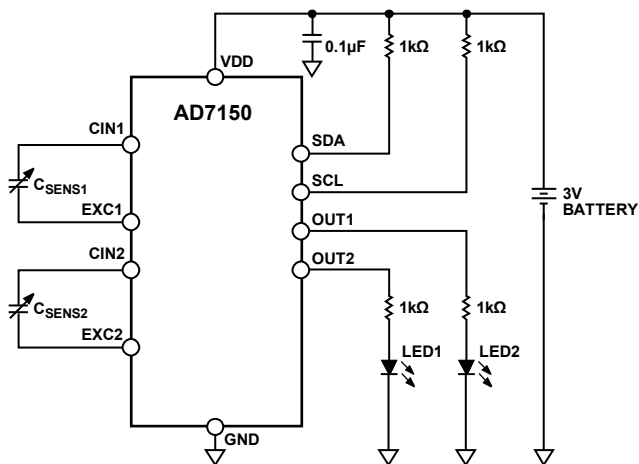 VDD
0.1µF
1kΩ
1kΩ
AD7150
CIN1
SDA
C_SENS1
SCL
3V
BATTERY
EXC1
OUT1
CIN2
OUT2
C_SENS2
1kΩ
1kΩ
EXC2
LED1
LED2
GND